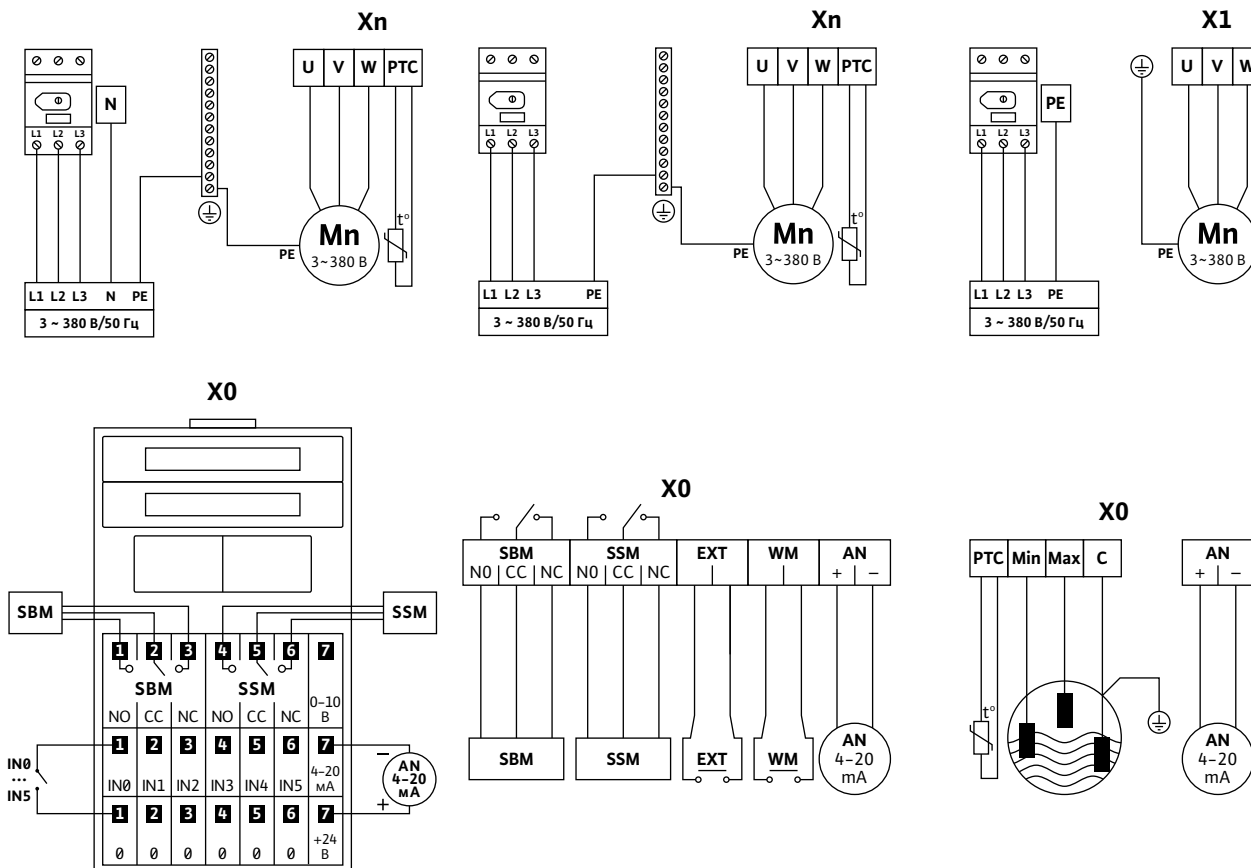 Xn
U V W PTC
N
L1 L2 L3
t°
Mn
3~380 В
PE
L1 L2 L3 N PE
3 ~ 380 В/50 Гц
Xn
U V W PTC
L1 L2 L3
t°
Mn
3~380 В
PE
L1 L2 L3 PE
3 ~ 380 В/50 Гц
X1
U V W
PE
L1 L2 L3
Mn
3~380 В
PE
L1 L2 L3 PE
3 ~ 380 В/50 Гц
X0
SBM
SSM
1 2 3 4 5 6 7
SBM SSM
0–10
В
NO CC NC NO CC NC
1 2 3 4 5 6 7
IN0
...
IN5
–
AN
4–20
мА
+
4–20
мА
IN0 IN1 IN2 IN3 IN4 IN5
1 2 3 4 5 6 7
+24
В
0 0 0 0 0 0
X0
SBM SSM EXT WM AN
N0 CC NC N0 CC NC + –
SBM SSM EXT WM
AN
4–20
mA
X0
PTC Min Max C
t°
AN
+ –
AN
4–20
mA